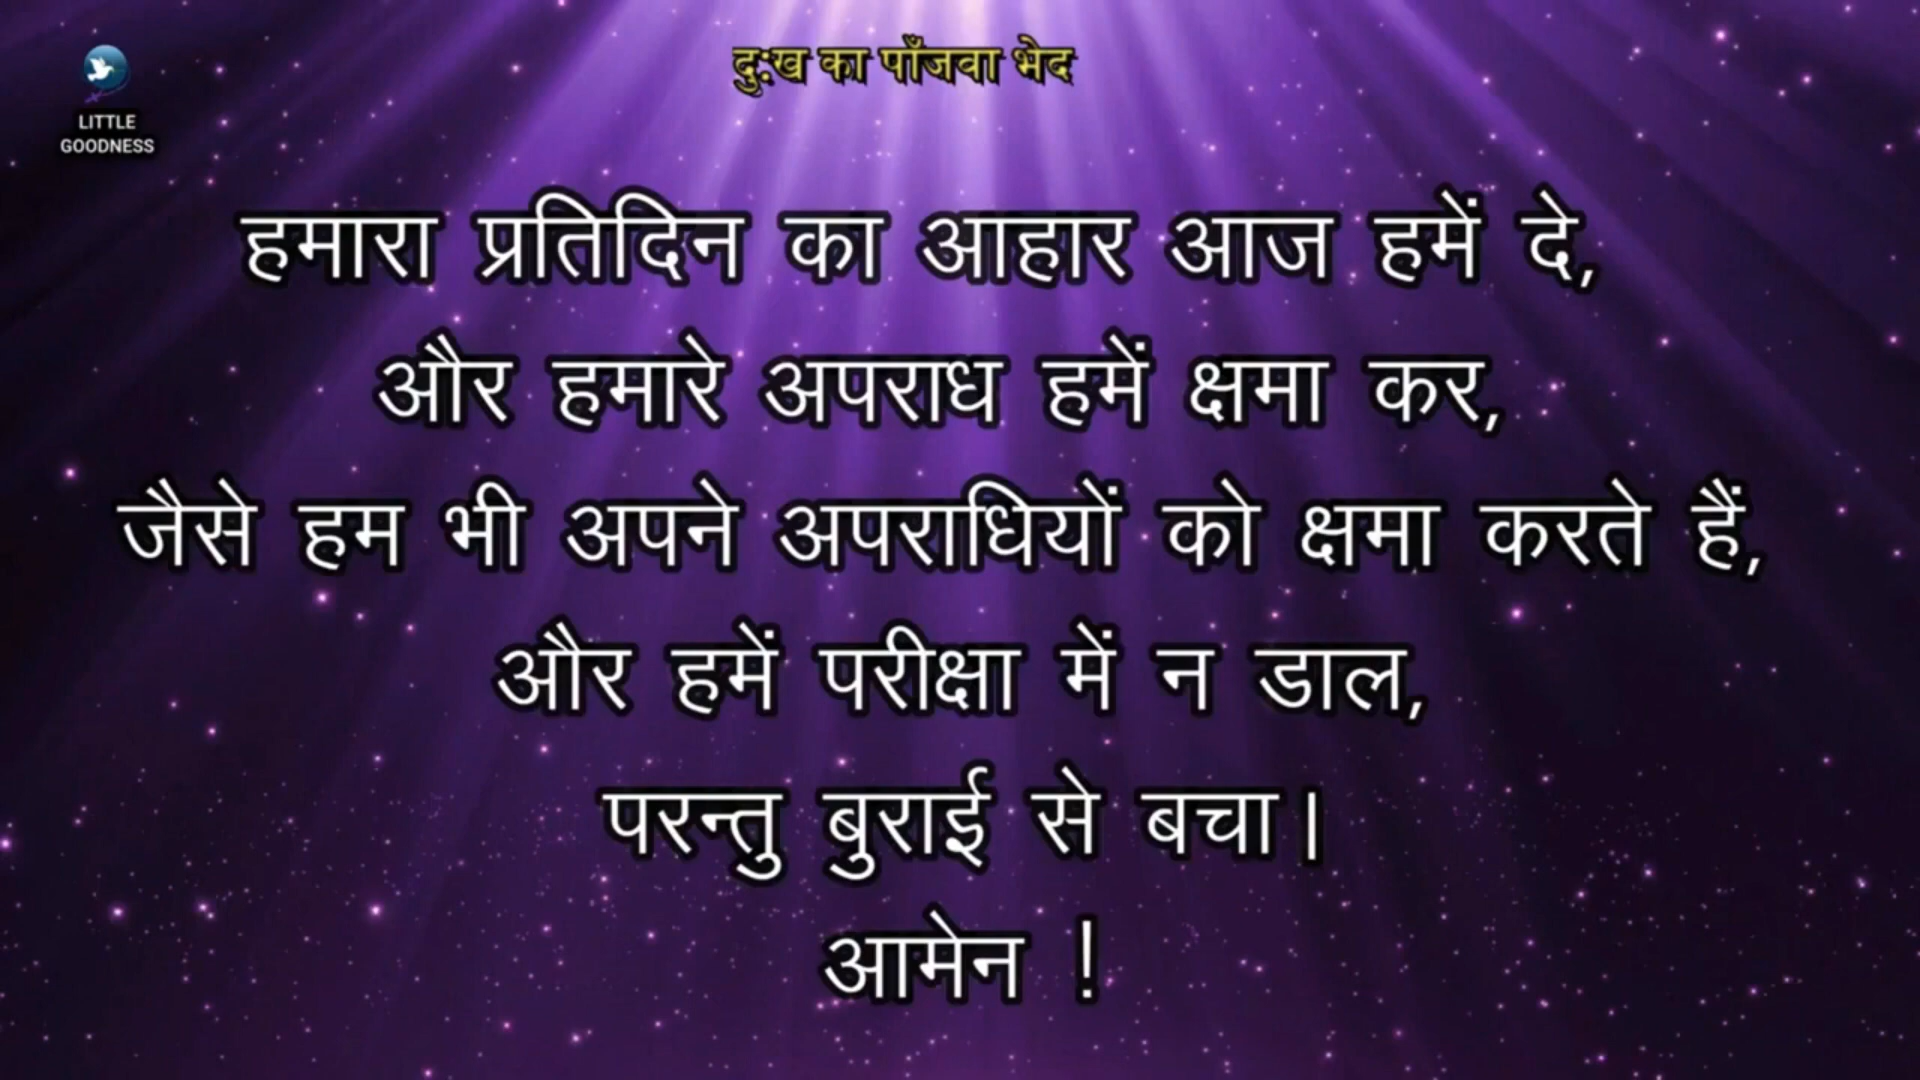 दुःख का पाँजवा भेद
LITTLE
GOODNESS
हमारा प्रतिदिन का आहार आज हमें दे,
और हमारे अपराध हमें क्षमा कर,
जैसे हम भी अपने अपराधियों को क्षमा करते हैं,
और हमें परीक्षा में न डाल,
परन्तु बुराई से बचा।
आमेन !